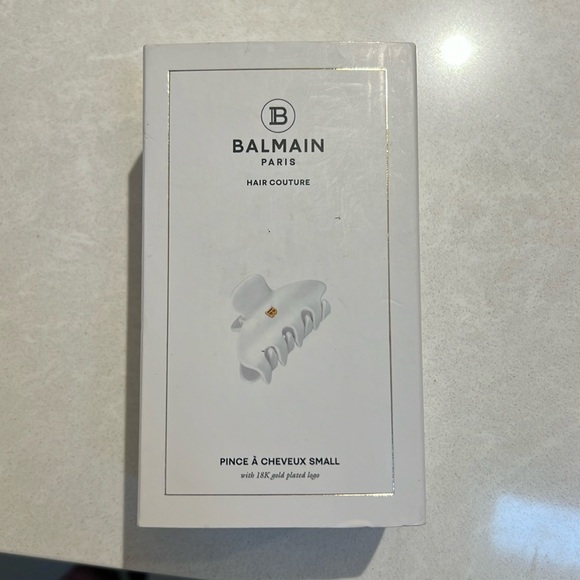 B
BALMAIN
PARIS
HAIR COUTURE
PINCE À CHEVEUX SMALL
with 18K gold plated logo